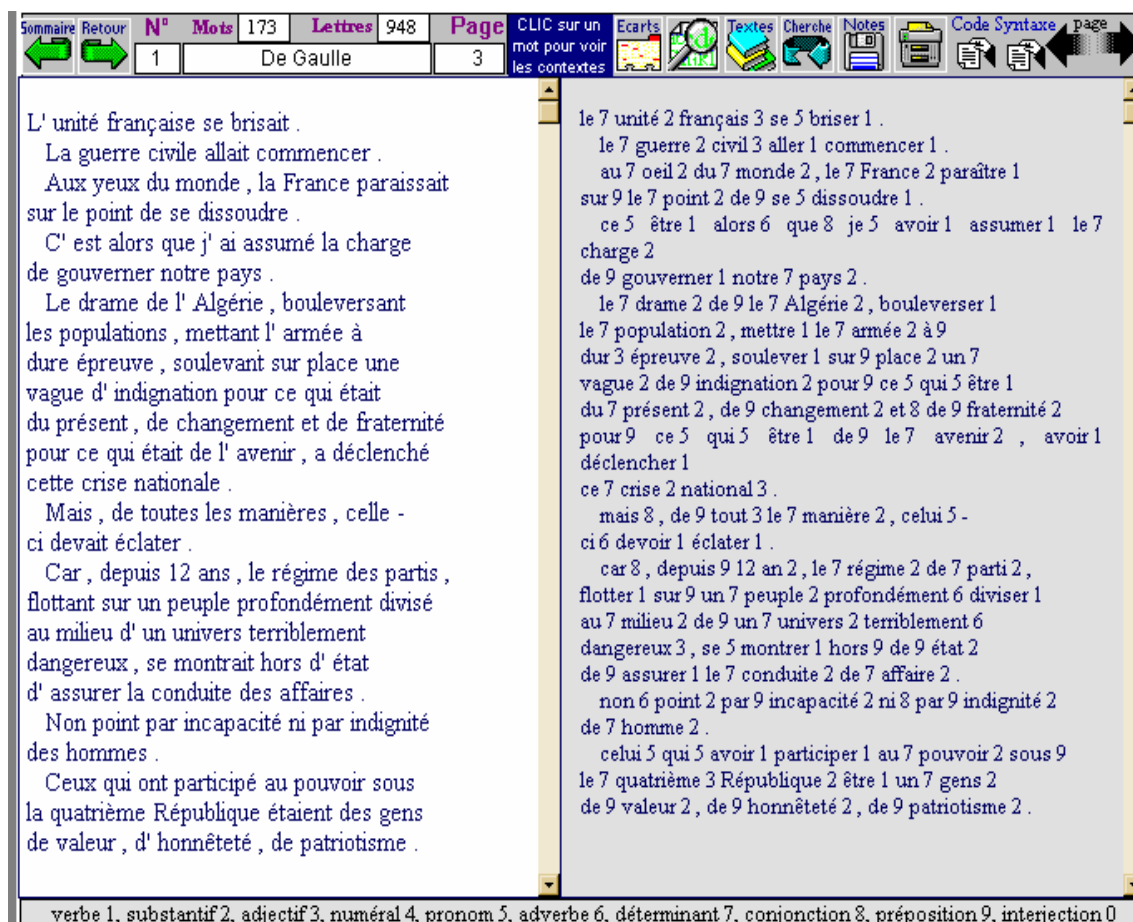 Sommaire Retour N° Mots 173 Lettres 948 Page CLIC sur un mot pour voir les contextes Ecarts Textes Cherche Notes Code Syntaxe page
1 De Gaulle 3
L' unité française se brisait .
La guerre civile allait commencer .
Aux yeux du monde , la France paraissait
sur le point de se dissoudre .
C' est alors que j' ai assumé la charge
de gouverner notre pays .
Le drame de l' Algérie , bouleversant
les populations , mettant l' armée à
dure épreuve , soulevant sur place une
vague d' indignation pour ce qui était
du présent , de changement et de fraternité
pour ce qui était de l' avenir , a déclenché
cette crise nationale .
Mais , de toutes les manières , celle -
ci devait éclater .
Car , depuis 12 ans , le régime des partis ,
flottant sur un peuple profondément divisé
au milieu d' un univers terriblement
dangereux , se montrait hors d' état
d' assurer la conduite des affaires .
Non point par incapacité ni par indignité
des hommes .
Ceux qui ont participé au pouvoir sous
la quatrième République étaient des gens
de valeur , d' honnêteté , de patriotisme .
le 7 unité 2 français 3 se 5 briser 1 .
le 7 guerre 2 civil 3 aller 1 commencer 1 .
au 7 oeil 2 du 7 monde 2 , le 7 France 2 paraître 1
sur 9 le 7 point 2 de 9 se 5 dissoudre 1 .
ce 5 être 1 alors 6 que 8 je 5 avoir 1 assumer 1 le 7
charge 2
de 9 gouverner 1 notre 7 pays 2 .
le 7 drame 2 de 9 le 7 Algérie 2 , bouleverser 1
le 7 population 2 , mettre 1 le 7 armée 2 à 9
dur 3 épreuve 2 , soulever 1 sur 9 place 2 un 7
vague 2 de 9 indignation 2 pour 9 ce 5 qui 5 être 1
du 7 présent 2 , de 9 changement 2 et 8 de 9 fraternité 2
pour 9 ce 5 qui 5 être 1 de 9 le 7 avenir 2 , avoir 1
déclencher 1
ce 7 crise 2 national 3 .
mais 8 , de 9 tout 3 le 7 manière 2 , celui 5 -
ci 6 devoir 1 éclater 1 .
car 8 , depuis 9 12 an 2 , le 7 régime 2 de 7 parti 2 ,
flotter 1 sur 9 un 7 peuple 2 profondément 6 diviser 1
au 7 milieu 2 de 9 un 7 univers 2 terriblement 6
dangereux 3 , se 5 montrer 1 hors 9 de 9 état 2
de 9 assurer 1 le 7 conduite 2 de 7 affaire 2 .
non 6 point 2 par 9 incapacité 2 ni 8 par 9 indignité 2
de 7 homme 2 .
celui 5 qui 5 avoir 1 participer 1 au 7 pouvoir 2 sous 9
le 7 quatrième 3 République 2 être 1 un 7 gens 2
de 9 valeur 2 , de 9 honnêteté 2 , de 9 patriotisme 2 .
verbe 1, substantif 2, adjectif 3, numéral 4, pronom 5, adverbe 6, déterminant 7, conjonction 8, préposition 9, interjection 0